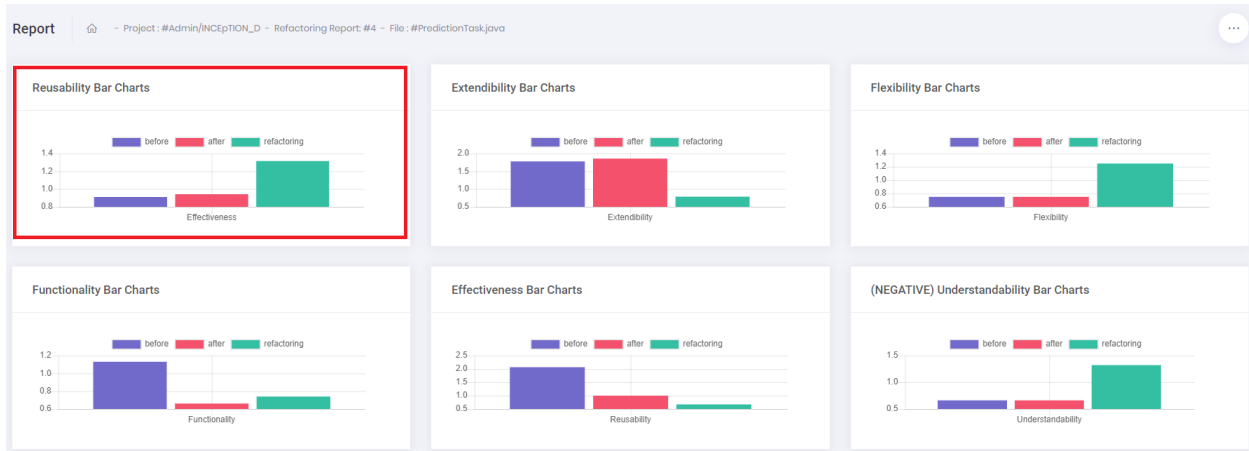 Report - Project : #Admin/INCEpTION_D - Refactoring Report: #4 - File : #PredictionTask.java ...
Reusability Bar Charts
before after refactoring
1.4
1.2
1.0
0.8
Effectiveness
Extendibility Bar Charts
before after refactoring
2.0
1.5
1.0
0.5
Extendibility
Flexibility Bar Charts
before after refactoring
1.4
1.2
1.0
0.8
0.6
Flexibility
Functionality Bar Charts
before after refactoring
1.2
1.0
0.8
0.6
Functionality
Effectiveness Bar Charts
before after refactoring
2.5
2.0
1.5
1.0
0.5
Reusability
(NEGATIVE) Understandability Bar Charts
before after refactoring
1.5
1.0
0.5
Understandability